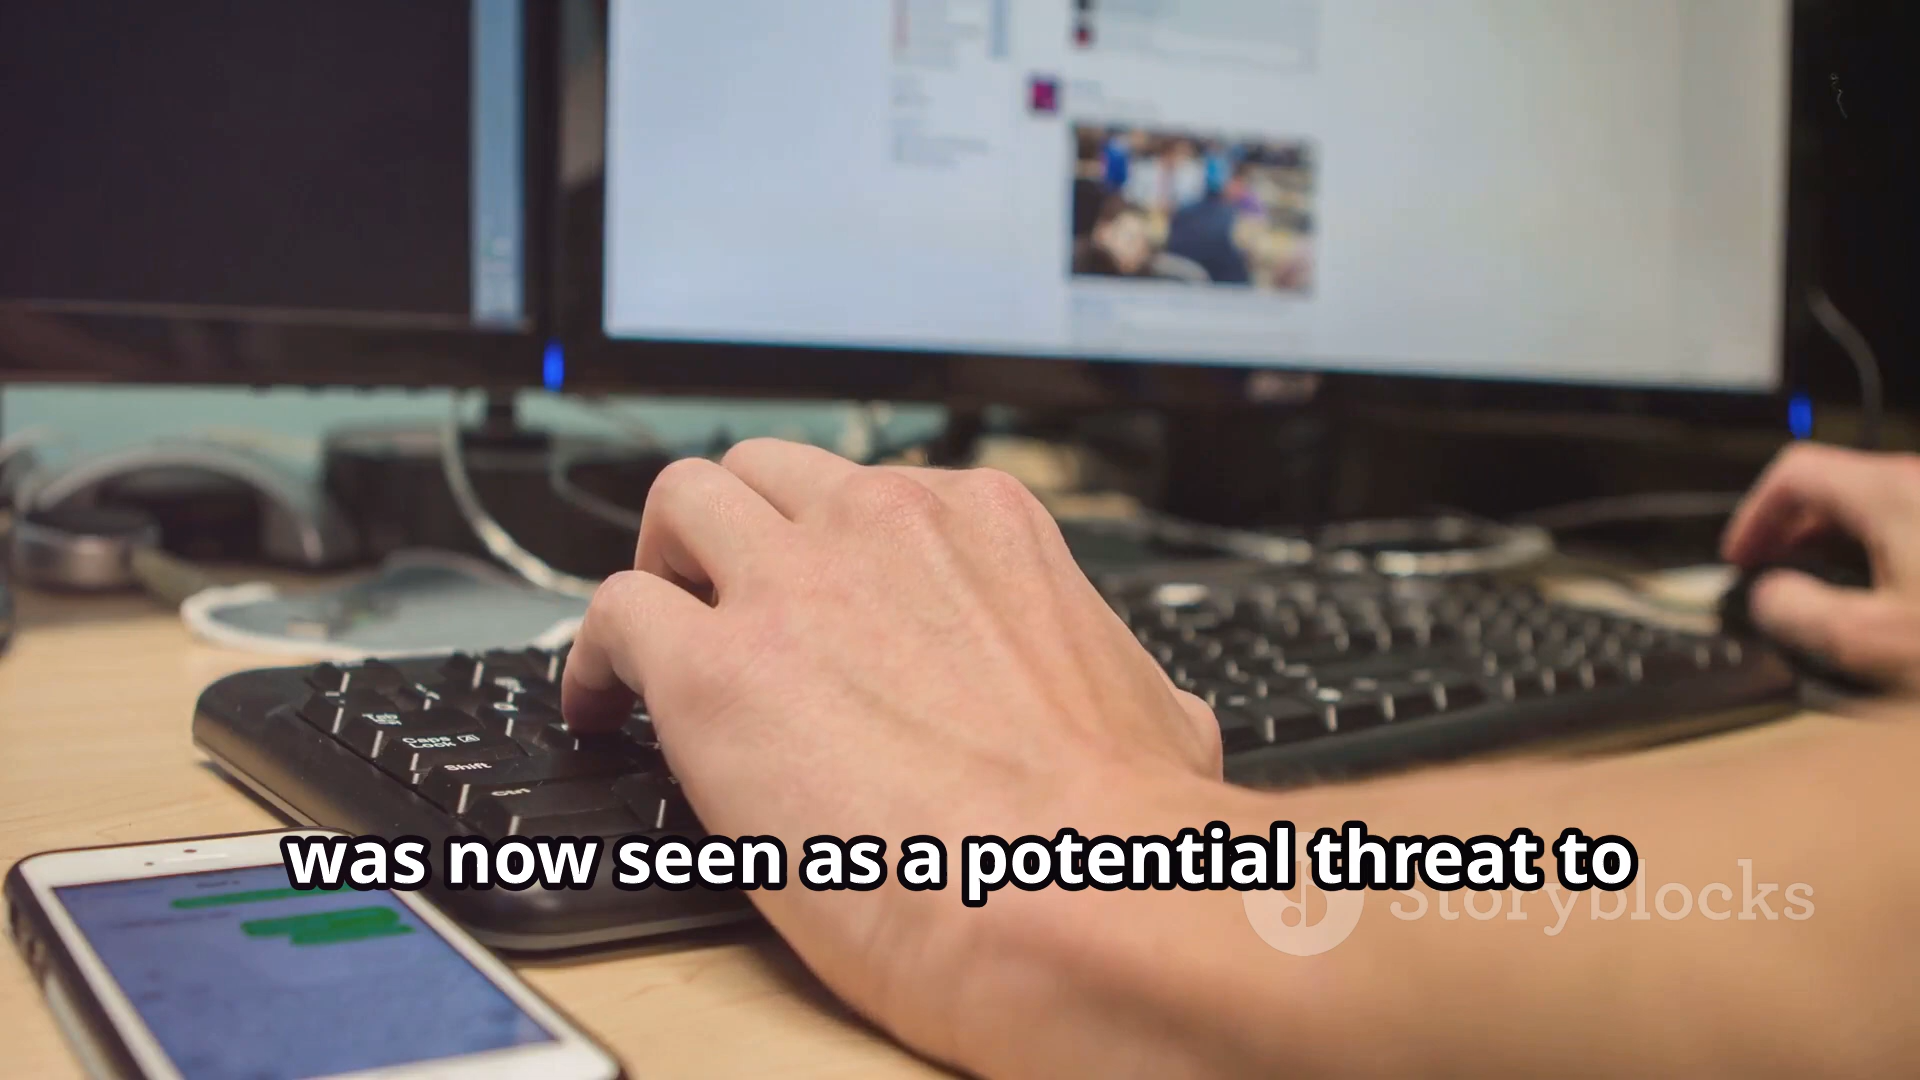 Tab
Caps
Lock
Shift
Ctrl
was now seen as a potential threat to
Storyblocks